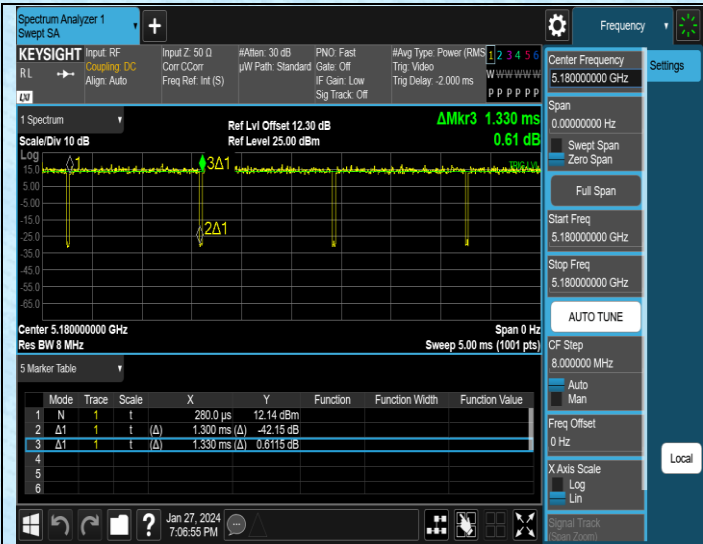 Spectrum Analyzer 1
Swept SA
+
Frequency
KEYSIGHT
RL
LXI
Input: RF
Coupling: DC
Align: Auto
Input Z: 50 Ω
Corr CCorr
Freq Ref: Int (S)
#Atten: 30 dB
µW Path: Standard
PNO: Fast
Gate: Off
IF Gain: Low
Sig Track: Off
#Avg Type: Power (RMS
Trig: Video
Trig Delay: -2.000 ms
1 2 3 4 5 6
W W W W W W
P P P P P P
Center Frequency
5.180000000 GHz
Settings
Span
0.00000000 Hz
Swept Span
Zero Span
Full Span
Start Freq
5.180000000 GHz
Stop Freq
5.180000000 GHz
AUTO TUNE
CF Step
8.000000 MHz
Auto
Man
Freq Offset
0 Hz
X Axis Scale
Log
Lin
Signal Track
(Span Zoom)
Local
1 Spectrum
Scale/Div 10 dB
Ref Lvl Offset 12.30 dB
Ref Level 25.00 dBm
ΔMkr3 1.330 ms
0.61 dB
Log
15.0
5.00
-5.00
-15.0
-25.0
-35.0
-45.0
-55.0
-65.0
1
3Δ1
2Δ1
TRIG LVL
Center 5.180000000 GHz
Res BW 8 MHz
Span 0 Hz
Sweep 5.00 ms (1001 pts)
5 Marker Table
Mode Trace Scale X Y Function Function Width Function Value
1 N 1 t 280.0 µs 12.14 dBm
2 Δ1 1 t (Δ) 1.300 ms (Δ) -42.15 dB
3 Δ1 1 t (Δ) 1.330 ms (Δ) 0.6115 dB
4
5
6
?
Jan 27, 2024
7:06:55 PM